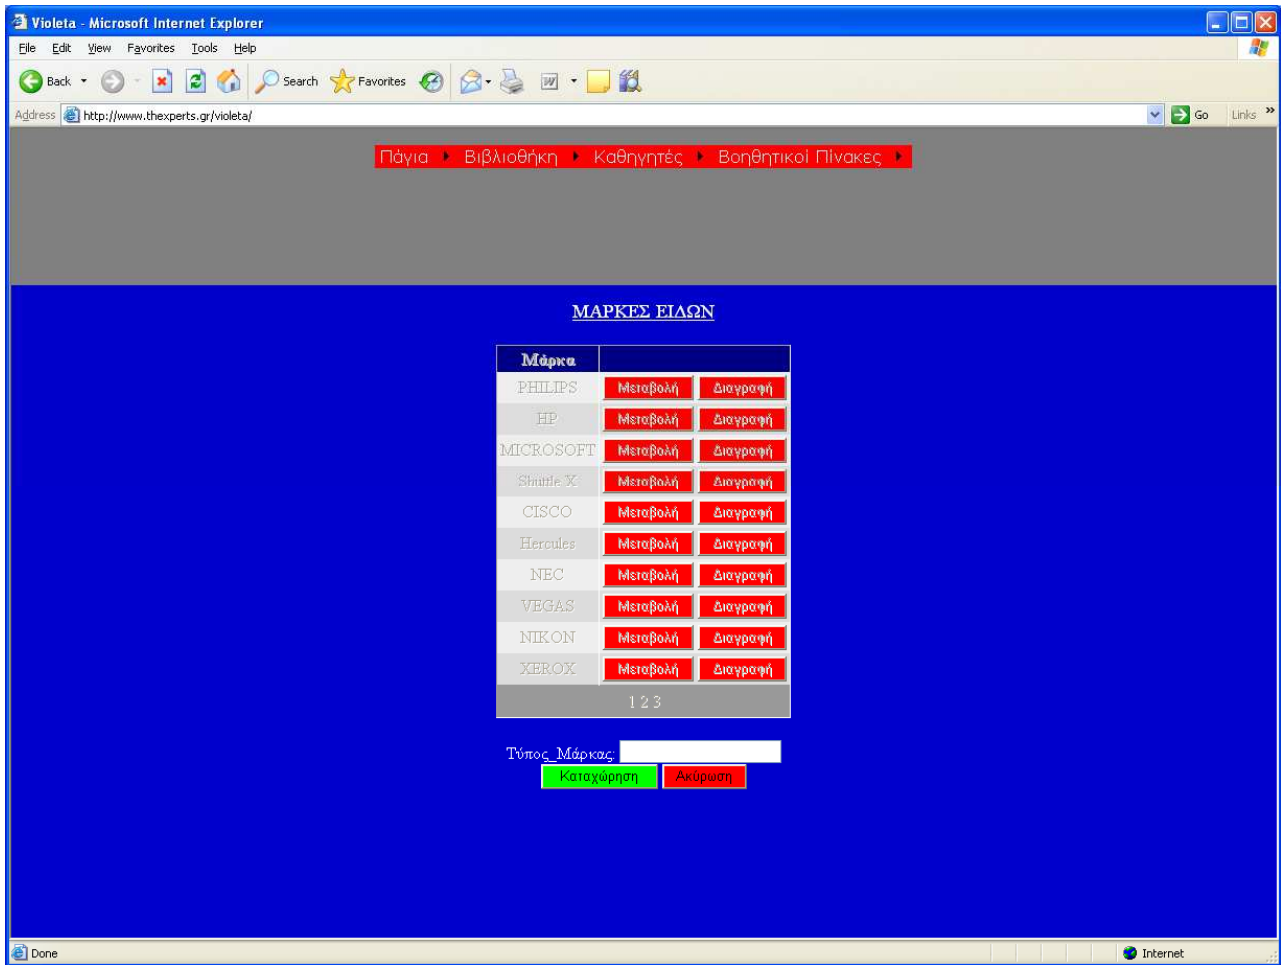 Violeta - Microsoft Internet Explorer
File Edit View Favorites Tools Help
Back Search Favorites
Address http://www.thexperts.gr/violeta/ Go Links »
Πάγια Βιβλιοθήκη Καθηγητές Βοηθητικοί Πίνακες
ΜΑΡΚΕΣ ΕΙΔΩΝ
Μάρκα
PHILIPS Μεταβολή Διαγραφή
HP Μεταβολή Διαγραφή
MICROSOFT Μεταβολή Διαγραφή
Shuttle X Μεταβολή Διαγραφή
CISCO Μεταβολή Διαγραφή
Hercules Μεταβολή Διαγραφή
NEC Μεταβολή Διαγραφή
VEGAS Μεταβολή Διαγραφή
NIKON Μεταβολή Διαγραφή
XEROX Μεταβολή Διαγραφή
1 2 3
Τύπος_Μάρκας:
Καταχώρηση Ακύρωση
Done Internet